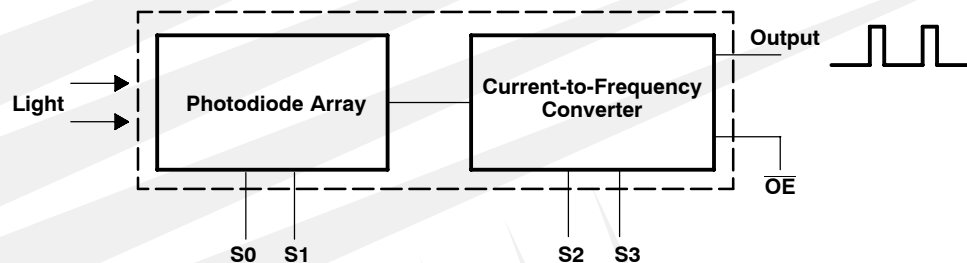 Light
Photodiode Array
Current-to-Frequency
Converter
Output
OE
S0 S1
S2 S3